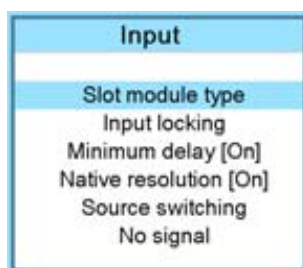 Input
Slot module type
Input locking
Minimum delay [On]
Native resolution [On]
Source switching
No signal